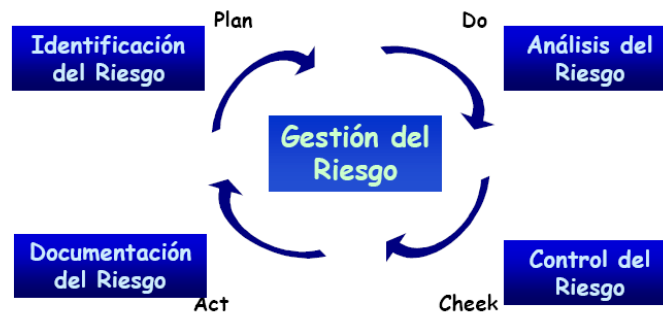 Plan
Do
Identificación
del Riesgo
Análisis del
Riesgo
Gestión del
Riesgo
Documentación
del Riesgo
Control del
Riesgo
Act
Cheek